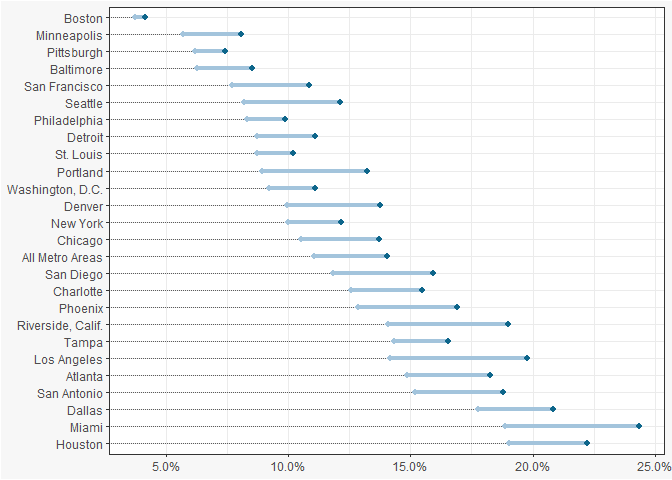 Boston
Minneapolis
Pittsburgh
Baltimore
San Francisco
Seattle
Philadelphia
Detroit
St. Louis
Portland
Washington, D.C.
Denver
New York
Chicago
All Metro Areas
San Diego
Charlotte
Phoenix
Riverside, Calif.
Tampa
Los Angeles
Atlanta
San Antonio
Dallas
Miami
Houston
5.0% 10.0% 15.0% 20.0% 25.0%